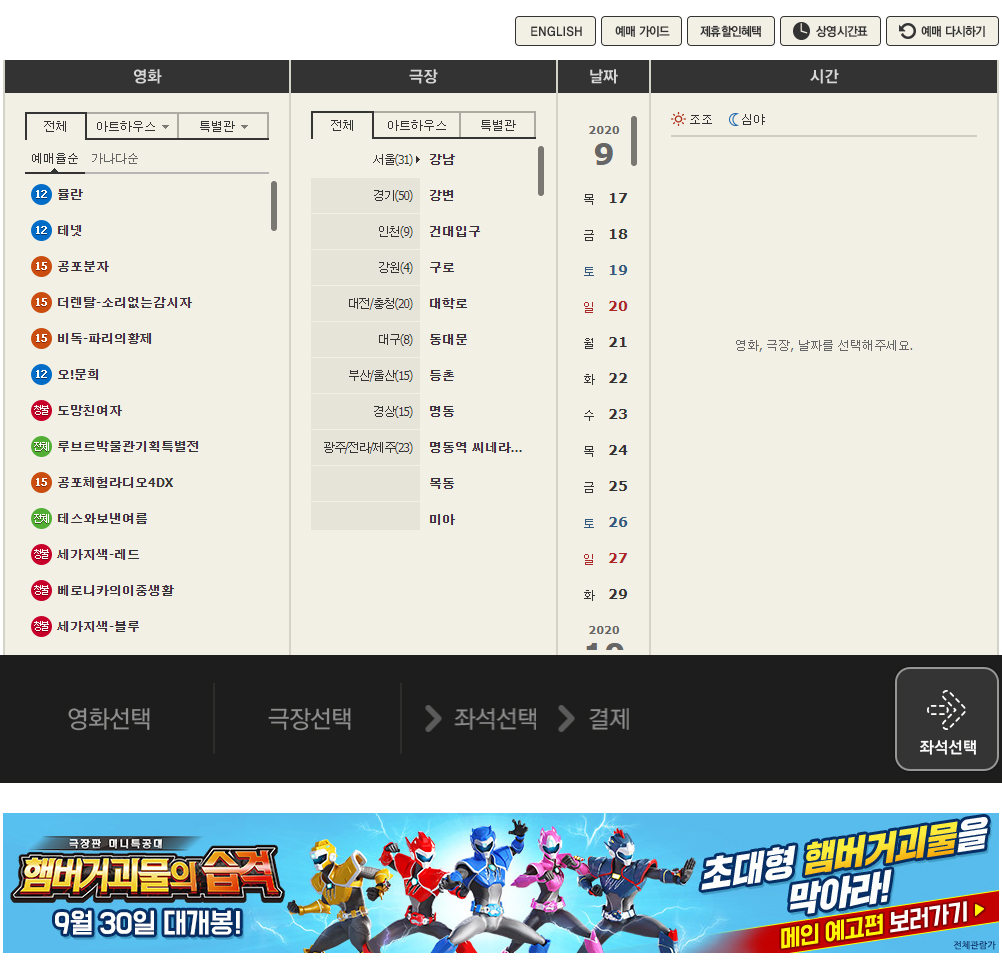 ENGLISH
예매 가이드
제휴할인혜택
상영시간표
예매 다시하기
영화
극장
날짜
시간
전체
아트하우스
특별관
예매율순
가나다순
12 뮬란
12 테넷
15 공포분자
15 더렌탈-소리없는감시자
15 비독-파리의황제
12 오!문희
청불 도망친여자
전체 루브르박물관기획특별전
15 공포체험라디오4DX
전체 테스와보낸여름
청불 세가지색-레드
청불 베로니카의이중생활
청불 세가지색-블루
전체
아트하우스
특별관
서울(31)
경기(50)
인천(9)
강원(4)
대전/충청(20)
대구(8)
부산/울산(15)
경상(15)
광주/전라/제주(23)
강남
강변
건대입구
구로
대학로
동대문
등촌
명동
명동역 씨네라...
목동
미아
2020
9
목 17
금 18
토 19
일 20
월 21
화 22
수 23
목 24
금 25
토 26
일 27
화 29
2020
10
조조
심야
영화, 극장, 날짜를 선택해주세요.
영화선택
극장선택
좌석선택
결제
좌석선택
극장판 미니특공대
햄버거괴물의 습격
9월 30일 대개봉!
초대형 햄버거괴물을
막아라!
메인 예고편 보러가기
전체관람가